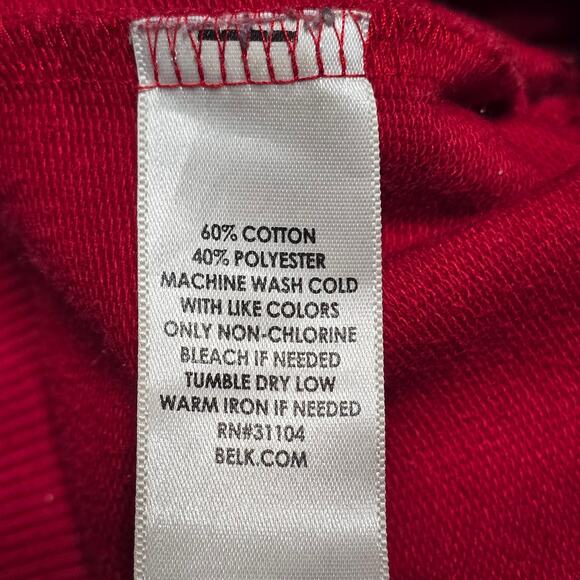 60% COTTON
40% POLYESTER
MACHINE WASH COLD
WITH LIKE COLORS
ONLY NON-CHLORINE
BLEACH IF NEEDED
TUMBLE DRY LOW
WARM IRON IF NEEDED
RN#31104
BELK.COM